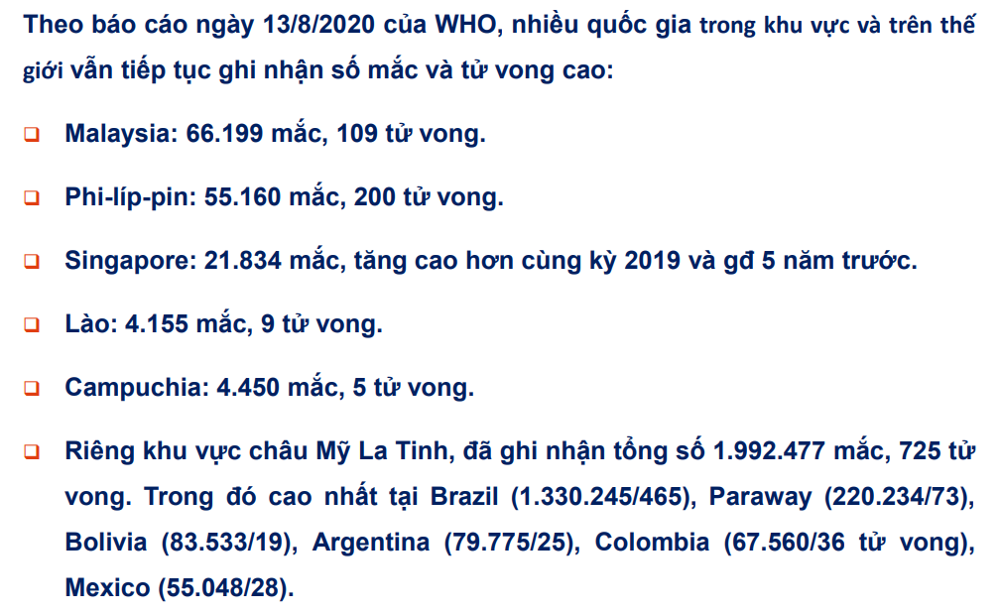 Theo báo cáo ngày 13/8/2020 của WHO, nhiều quốc gia trong khu vực và trên thế
giới vẫn tiếp tục ghi nhận số mắc và tử vong cao:
❑ Malaysia: 66.199 mắc, 109 tử vong.
❑ Phi-líp-pin: 55.160 mắc, 200 tử vong.
❑ Singapore: 21.834 mắc, tăng cao hơn cùng kỳ 2019 và gđ 5 năm trước.
❑ Lào: 4.155 mắc, 9 tử vong.
❑ Campuchia: 4.450 mắc, 5 tử vong.
❑ Riêng khu vực châu Mỹ La Tinh, đã ghi nhận tổng số 1.992.477 mắc, 725 tử
vong. Trong đó cao nhất tại Brazil (1.330.245/465), Paraway (220.234/73),
Bolivia (83.533/19), Argentina (79.775/25), Colombia (67.560/36 tử vong),
Mexico (55.048/28).